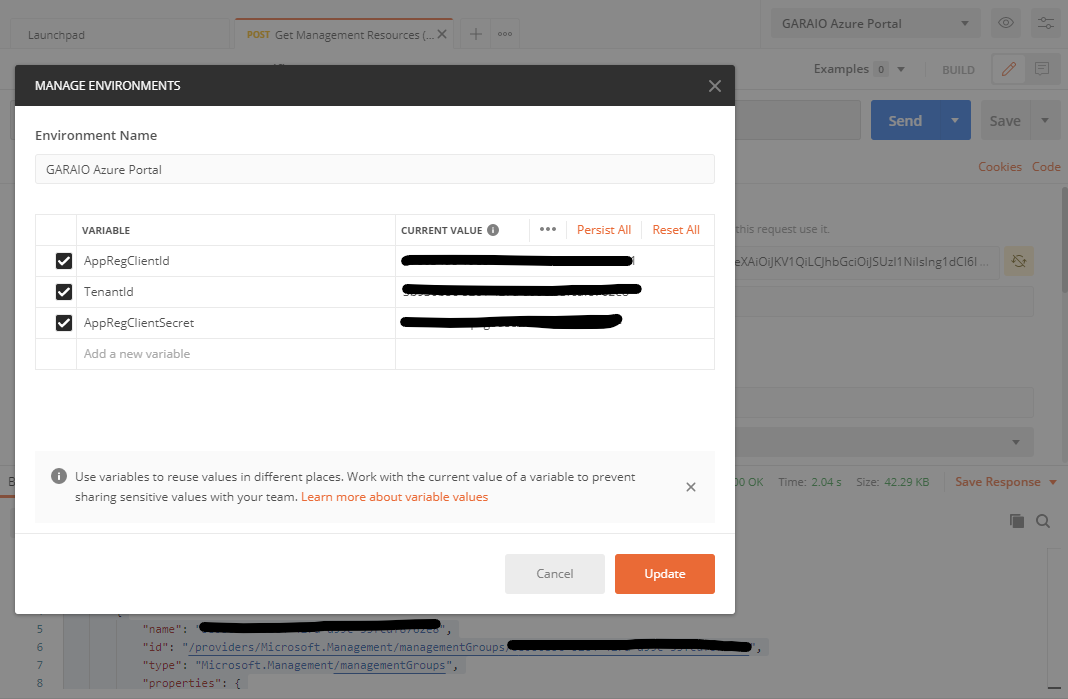 Launchpad
POST Get Management Resources (...
GARAIO Azure Portal
Examples 0
BUILD
MANAGE ENVIRONMENTS
Send
Save
Environment Name
Cookies Code
GARAIO Azure Portal
VARIABLE CURRENT VALUE Persist All Reset All
this request use it.
AppRegClientId
eXAiOiJKV1QiLCJhbGciOiJSUzI1NiIsIng1dCI6I ...
TenantId
AppRegClientSecret
Add a new variable
Use variables to reuse values in different places. Work with the current value of a variable to prevent
sharing sensitive values with your team. Learn more about variable values
00 OK Time: 2.04 s Size: 42.29 KB Save Response
Cancel
Update
5 "name": "
6 "id": "/providers/Microsoft.Management/managementGroups/
7 "type": "Microsoft.Management/managementGroups",
8 "properties": {